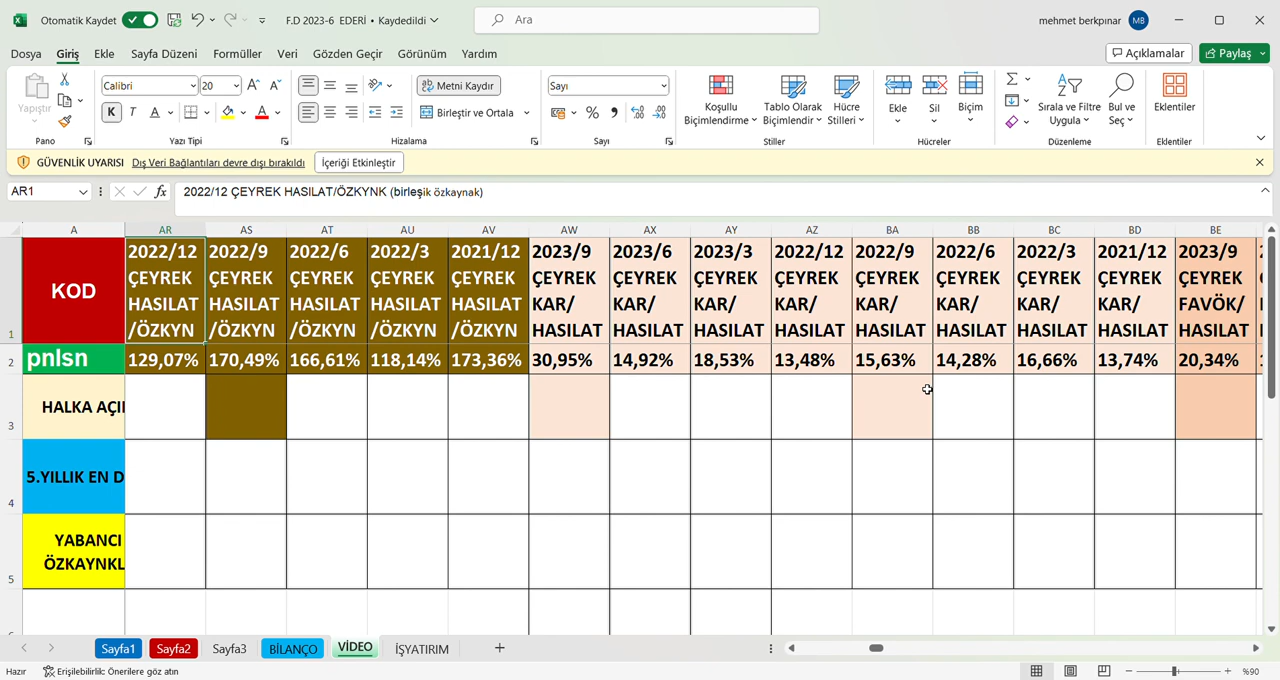 Otomatik Kaydet
F.D 2023-6 EDERİ • Kaydedildi
Ara
mehmet berkpınar MB
Dosya Giriş Ekle Sayfa Düzeni Formüller Veri Gözden Geçir Görünüm Yardım
Açıklamalar Paylaş
Yapıştır
Calibri 20
K T A A
Metni Kaydır
Birleştir ve Ortala
Sayı
Koşullu Biçimlendirme
Tablo Olarak Biçimlendir
Hücre Stilleri
Ekle Sil Biçim
Sırala ve Filtre Uygula
Bul ve Seç
Eklentiler
Pano Yazı Tipi Hizalama Sayı Stiller Hücreler Düzenleme Eklentiler
GÜVENLİK UYARISI Dış Veri Bağlantıları devre dışı bırakıldı İçeriği Etkinleştir
AR1 fx 2022/12 ÇEYREK HASILAT/ÖZKYNK (birleşik özkaynak)
A AR AS AT AU AV AW AX AY AZ BA BB BC BD BE
KOD
2022/12 2022/9 2022/6 2022/3 2021/12 2023/9 2023/6 2023/3 2022/12 2022/9 2022/6 2022/3 2021/12 2023/9
ÇEYREK ÇEYREK ÇEYREK ÇEYREK ÇEYREK ÇEYREK ÇEYREK ÇEYREK ÇEYREK ÇEYREK ÇEYREK ÇEYREK ÇEYREK ÇEYREK
HASILAT HASILAT HASILAT HASILAT HASILAT KAR/ KAR/ KAR/ KAR/ KAR/ KAR/ KAR/ KAR/ FAVÖK/
1 /ÖZKYN /ÖZKYN /ÖZKYN /ÖZKYN /ÖZKYN HASILAT HASILAT HASILAT HASILAT HASILAT HASILAT HASILAT HASILAT HASILAT
2 pnlsn 129,07% 170,49% 166,61% 118,14% 173,36% 30,95% 14,92% 18,53% 13,48% 15,63% 14,28% 16,66% 13,74% 20,34%
3 HALKA AÇI
4 5.YILLIK EN D
YABANCI
5 ÖZKAYNKL
Sayfa1 Sayfa2 Sayfa3 BİLANÇO VİDEO İŞYATIRIM
Hazır Erişilebilirlik: Önerilere göz atın %90